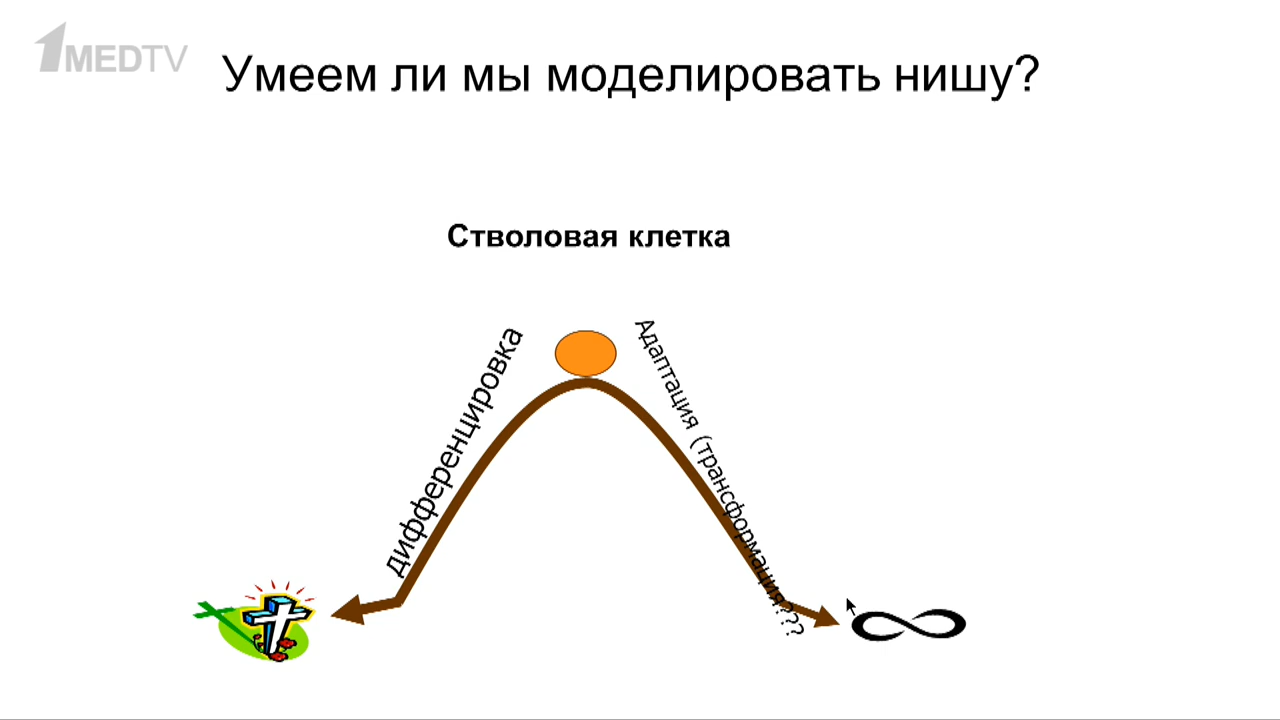 1MEDTV
Умеем ли мы моделировать нишу?
Стволовая клетка
дифференцировка
Адаптация (трансформация???